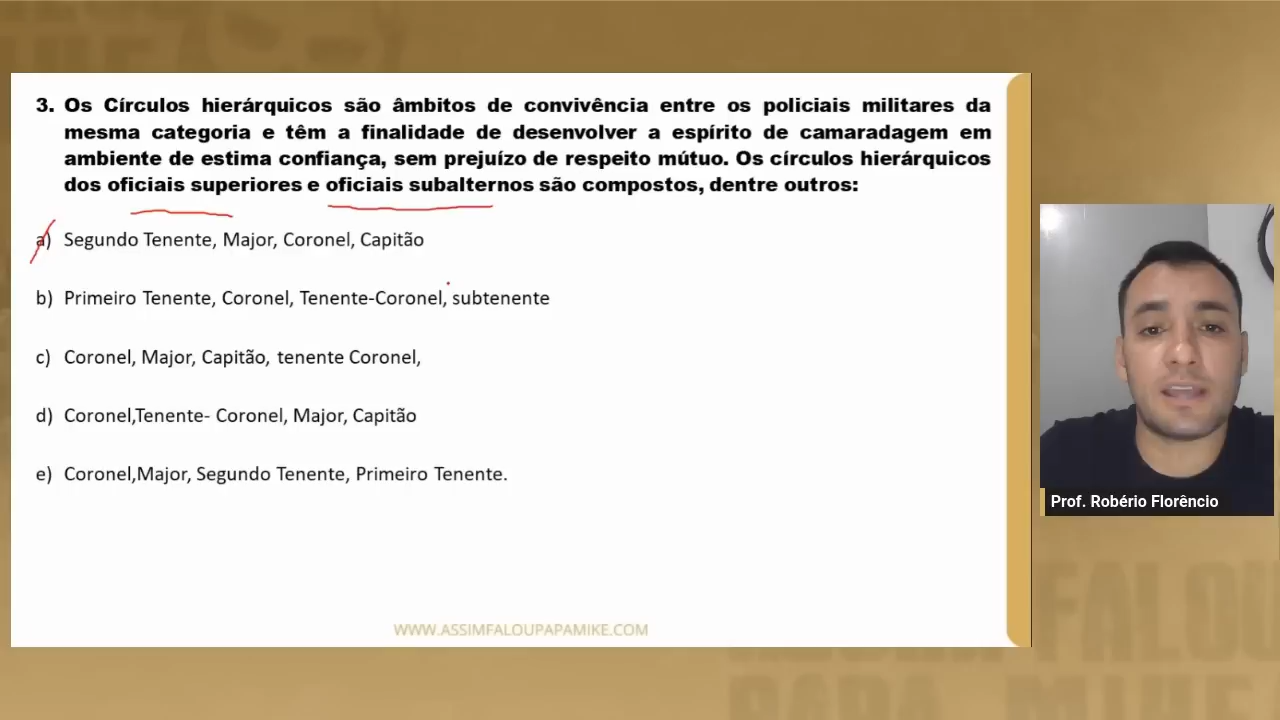 3. Os Círculos hierárquicos são âmbitos de convivência entre os policiais militares da
mesma categoria e têm a finalidade de desenvolver a espírito de camaradagem em
ambiente de estima confiança, sem prejuízo de respeito mútuo. Os círculos hierárquicos
dos oficiais superiores e oficiais subalternos são compostos, dentre outros:
a) Segundo Tenente, Major, Coronel, Capitão
b) Primeiro Tenente, Coronel, Tenente-Coronel, subtenente
c) Coronel, Major, Capitão, tenente Coronel,
d) Coronel,Tenente- Coronel, Major, Capitão
e) Coronel,Major, Segundo Tenente, Primeiro Tenente.
Prof. Robério Florêncio
WWW.ASSIMFALOUPAPAMIKE.COM